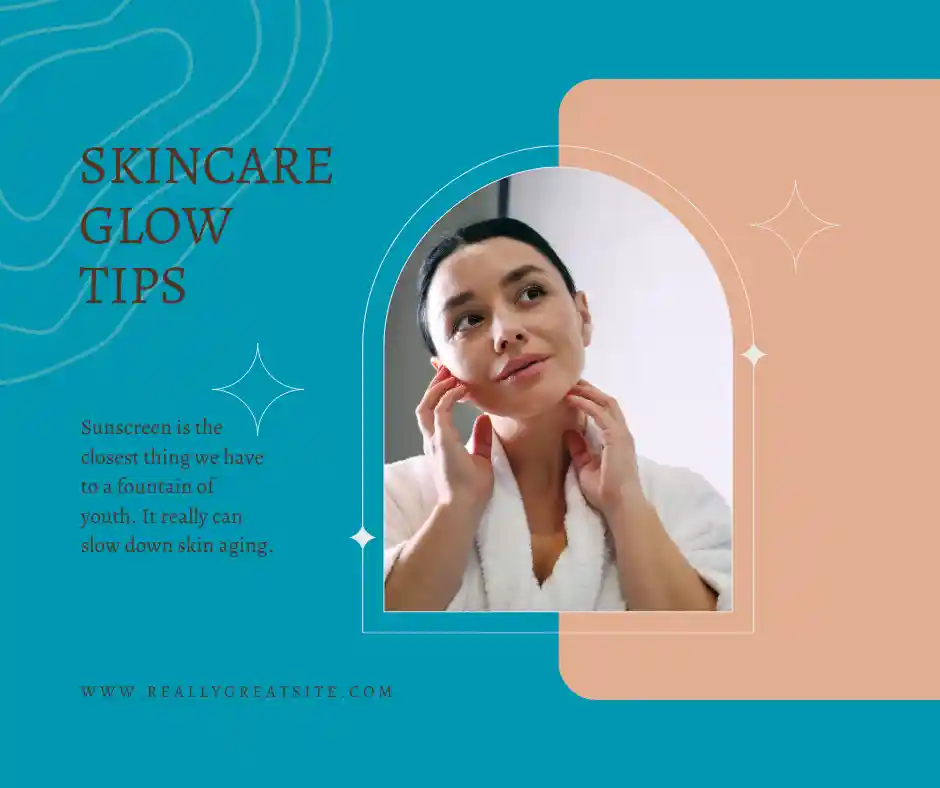 SKINCARE
GLOW
TIPS
Sunscreen is the
closest thing we have
to a fountain of
youth. It really can
slow down skin aging.
WWW.REALLYGREATSITE.COM